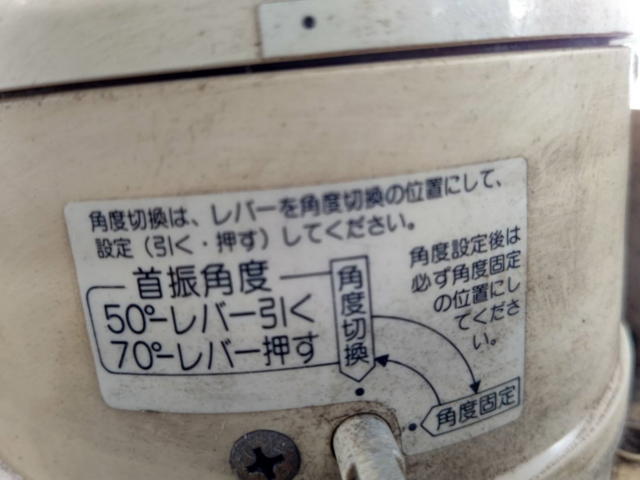 角度切換は、レバーを角度切換の位置にして、
設定（引く・押す）してください。
首振角度
50°ーレバー引く
70°ーレバー押す
角度切換
角度設定後は
必ず角度固定
の位置にし
てくださ
い。
角度固定